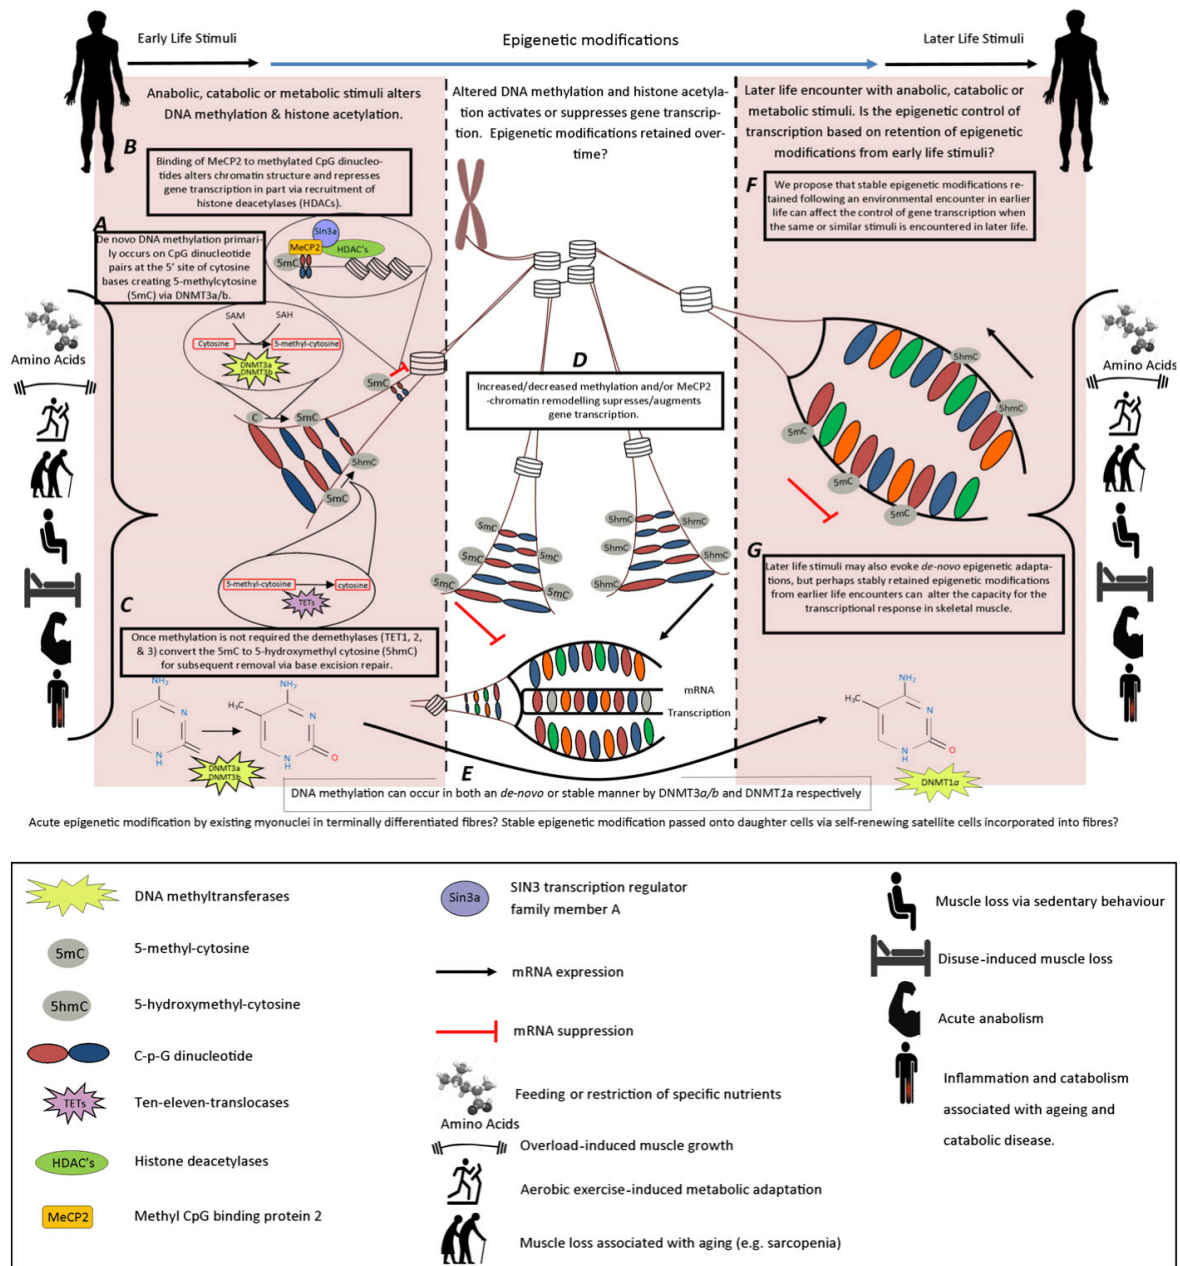 Early Life Stimuli
Epigenetic modifications
Later Life Stimuli
Anabolic, catabolic or metabolic stimuli alters
DNA methylation & histone acetylation.
Altered DNA methylation and histone acetyla-
tion activates or suppresses gene transcrip-
tion. Epigenetic modifications retained over-
time?
Later life encounter with anabolic, catabolic or
metabolic stimuli. Is the epigenetic control of
transcription based on retention of epigenetic
modifications from early life stimuli?
B
Binding of MeCP2 to methylated CpG dinucleo-
tides alters chromatin structure and represses
gene transcription in part via recruitment of
histone deacetylases (HDACs).
F
We propose that stable epigenetic modifications re-
tained following an environmental encounter in earlier
life can affect the control of gene transcription when
the same or similar stimuli is encountered in later life.
A
De novo DNA methylation primar-
ily occurs on CpG dinucleotide
pairs at the 5' site of cytosine
bases creating 5-methylcytosine
(5mC) via DNMT3a/b.
Sin3a
MeCP2
HDAC's
5mC
SAM
SAH
Cytosine
5-methyl-cytosine
DNMT3a
DNMT3b
Amino Acids
5mC
C
5mC
5hmC
5mC
D
Increased/decreased methylation and/or MeCP2
-chromatin remodelling supresses/augments
gene transcription.
5hmC
5hmC
5mC
5mC
5mC
Amino Acids
5mC
5mC
5mC
5mC
5hmC
5hmC
5hmC
5hmC
5-methyl-cytosine
cytosine
TETs
C
Once methylation is not required the demethylases (TET1, 2,
& 3) convert the 5mC to 5-hydroxymethyl cytosine (5hmC)
for subsequent removal via base excision repair.
G
Later life stimuli may also evoke de-novo epigenetic adapta-
tions, but perhaps stably retained epigenetic modifications
from earlier life encounters can alter the capacity for the
transcriptional response in skeletal muscle.
mRNA
Transcription
NH₂
N
N
H
DNMT3a
DNMT3b
NH₂
H₃C
N
N
H
O
NH₂
H₃C
N
N
H
O
DNMT1a
E
DNA methylation can occur in both an de-novo or stable manner by DNMT3a/b and DNMT1a respectively
Acute epigenetic modification by existing myonuclei in terminally differentiated fibres? Stable epigenetic modification passed onto daughter cells via self-renewing satellite cells incorporated into fibres?
DNA methyltransferases
5mC
5-methyl-cytosine
5hmC
5-hydroxymethyl-cytosine
C-p-G dinucleotide
TETs
Ten-eleven-translocases
HDAC's
Histone deacetylases
MeCP2
Methyl CpG binding protein 2
Sin3a
SIN3 transcription regulator
family member A
mRNA expression
mRNA suppression
Feeding or restriction of specific nutrients
Amino Acids
Overload-induced muscle growth
Aerobic exercise-induced metabolic adaptation
Muscle loss associated with aging (e.g. sarcopenia)
Muscle loss via sedentary behaviour
Disuse-induced muscle loss
Acute anabolism
Inflammation and catabolism
associated with ageing and
catabolic disease.